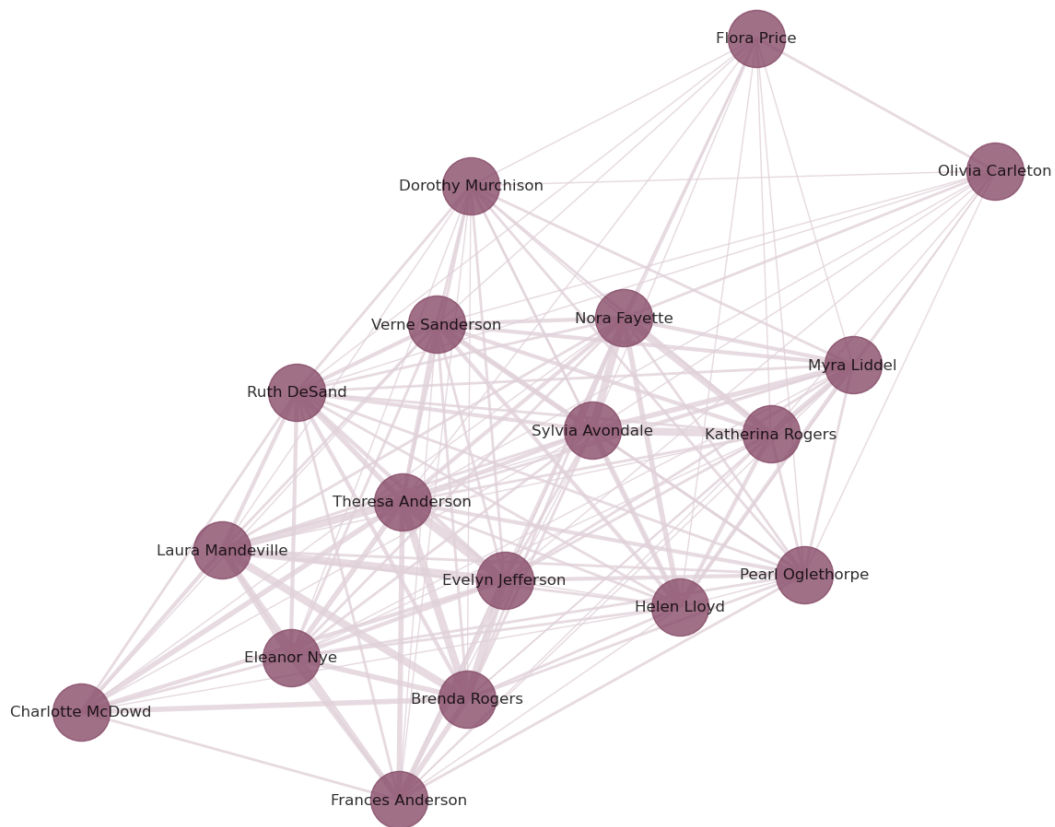 Flora Price
Olivia Carleton
Dorothy Murchison
Nora Fayette
Verne Sanderson
Myra Liddel
Ruth DeSand
Sylvia Avondale
Katherina Rogers
Theresa Anderson
Laura Mandeville
Pearl Oglethorpe
Evelyn Jefferson
Helen Lloyd
Eleanor Nye
Brenda Rogers
Charlotte McDowd
Frances Anderson